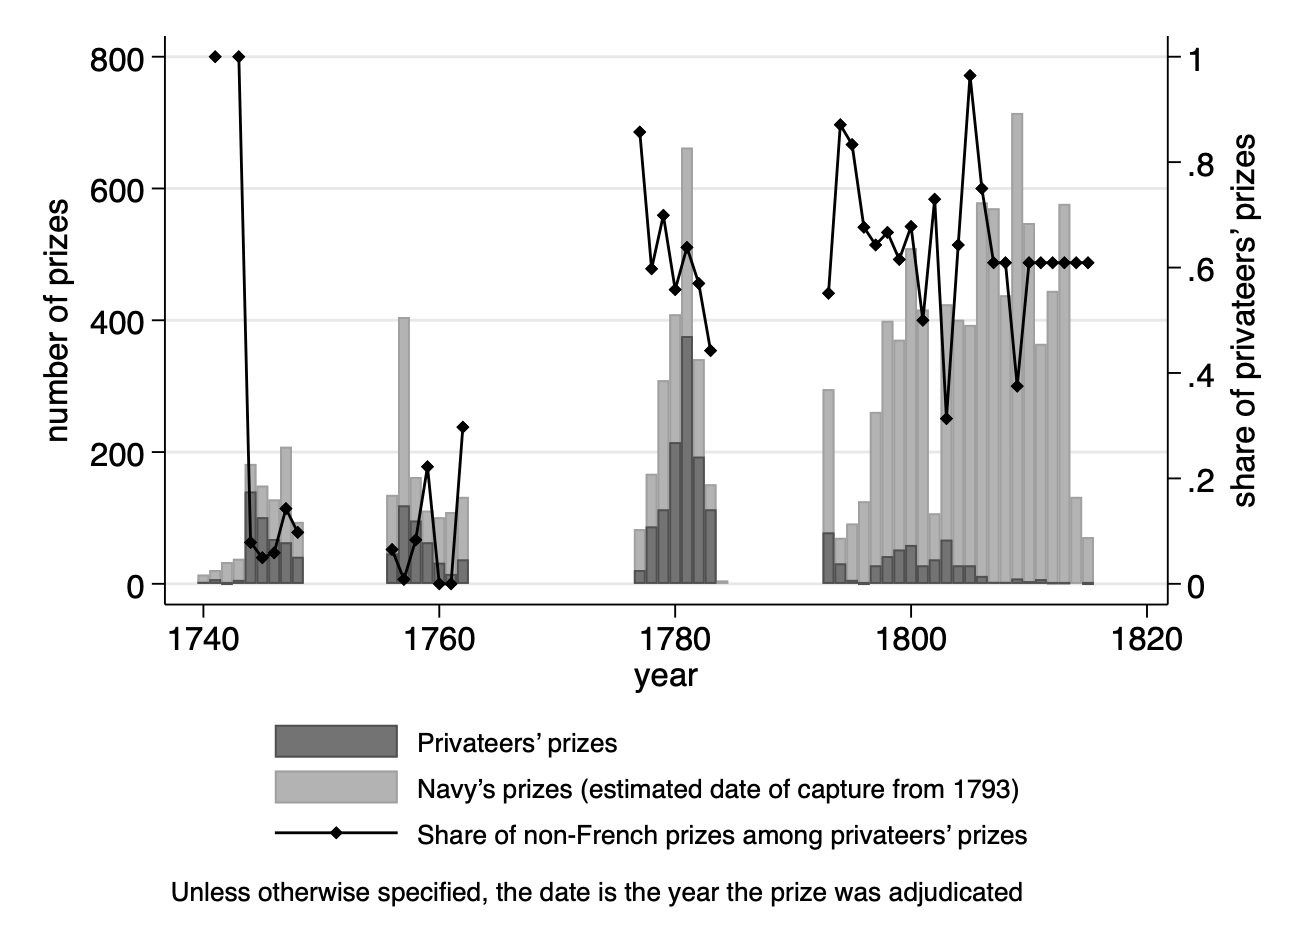 800
600
400
200
0
number of prizes
1
.8
.6
.4
.2
0
share of privateers’ prizes
1740 1760 1780 1800 1820
year
Privateers’ prizes
Navy’s prizes (estimated date of capture from 1793)
Share of non-French prizes among privateers’ prizes
Unless otherwise specified, the date is the year the prize was adjudicated